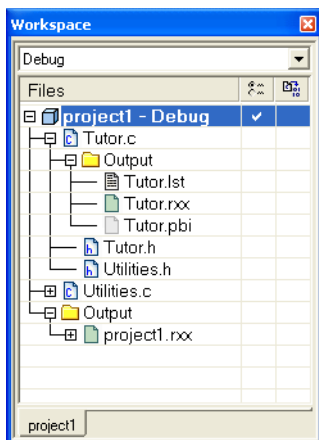 Workspace
Debug
Files
project1 - Debug
Tutor.c
Output
Tutor.lst
Tutor.rxx
Tutor.pbi
Tutor.h
Utilities.h
Utilities.c
Output
project1.rxx
project1